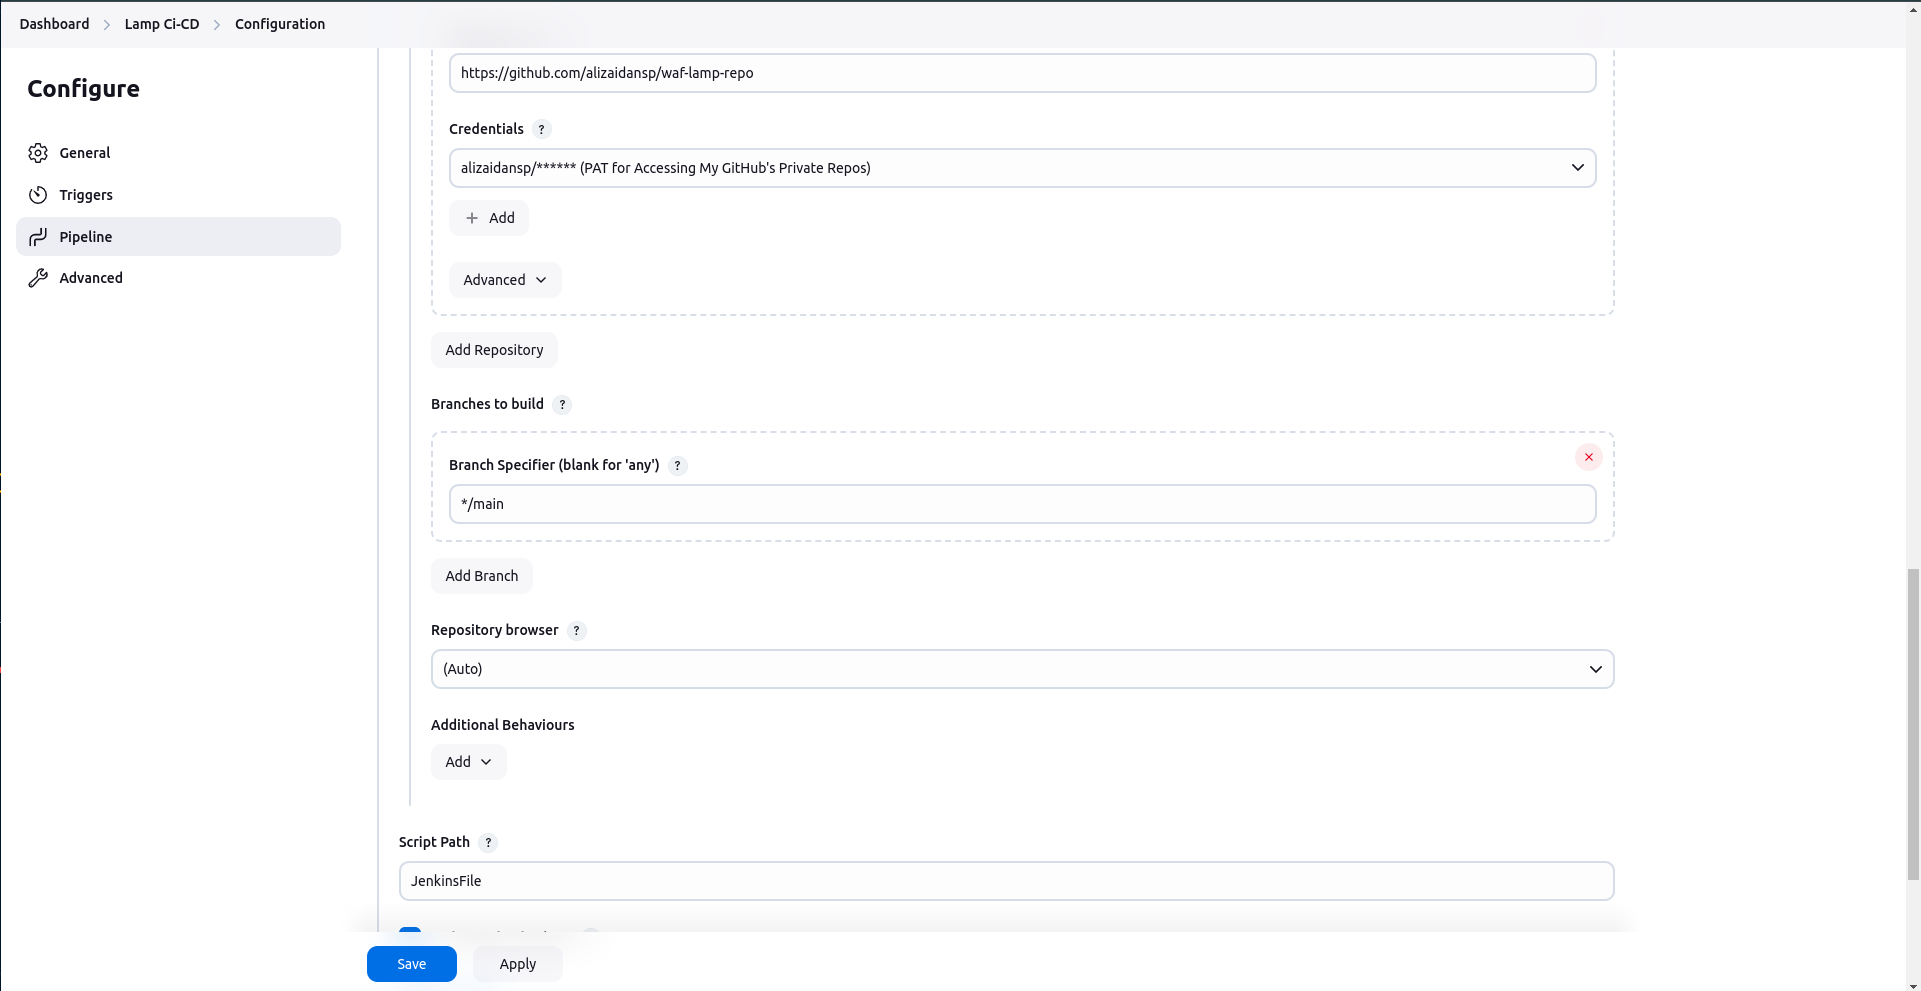 Dashboard > Lamp Ci-CD > Configuration
Configure
General
Triggers
Pipeline
Advanced
https://github.com/alizaidansp/waf-lamp-repo
Credentials ?
alizaidansp/****** (PAT for Accessing My GitHub's Private Repos)
+ Add
Advanced
Add Repository
Branches to build ?
Branch Specifier (blank for 'any') ?
*/main
Add Branch
Repository browser ?
(Auto)
Additional Behaviours
Add
Script Path ?
JenkinsFile
Save
Apply